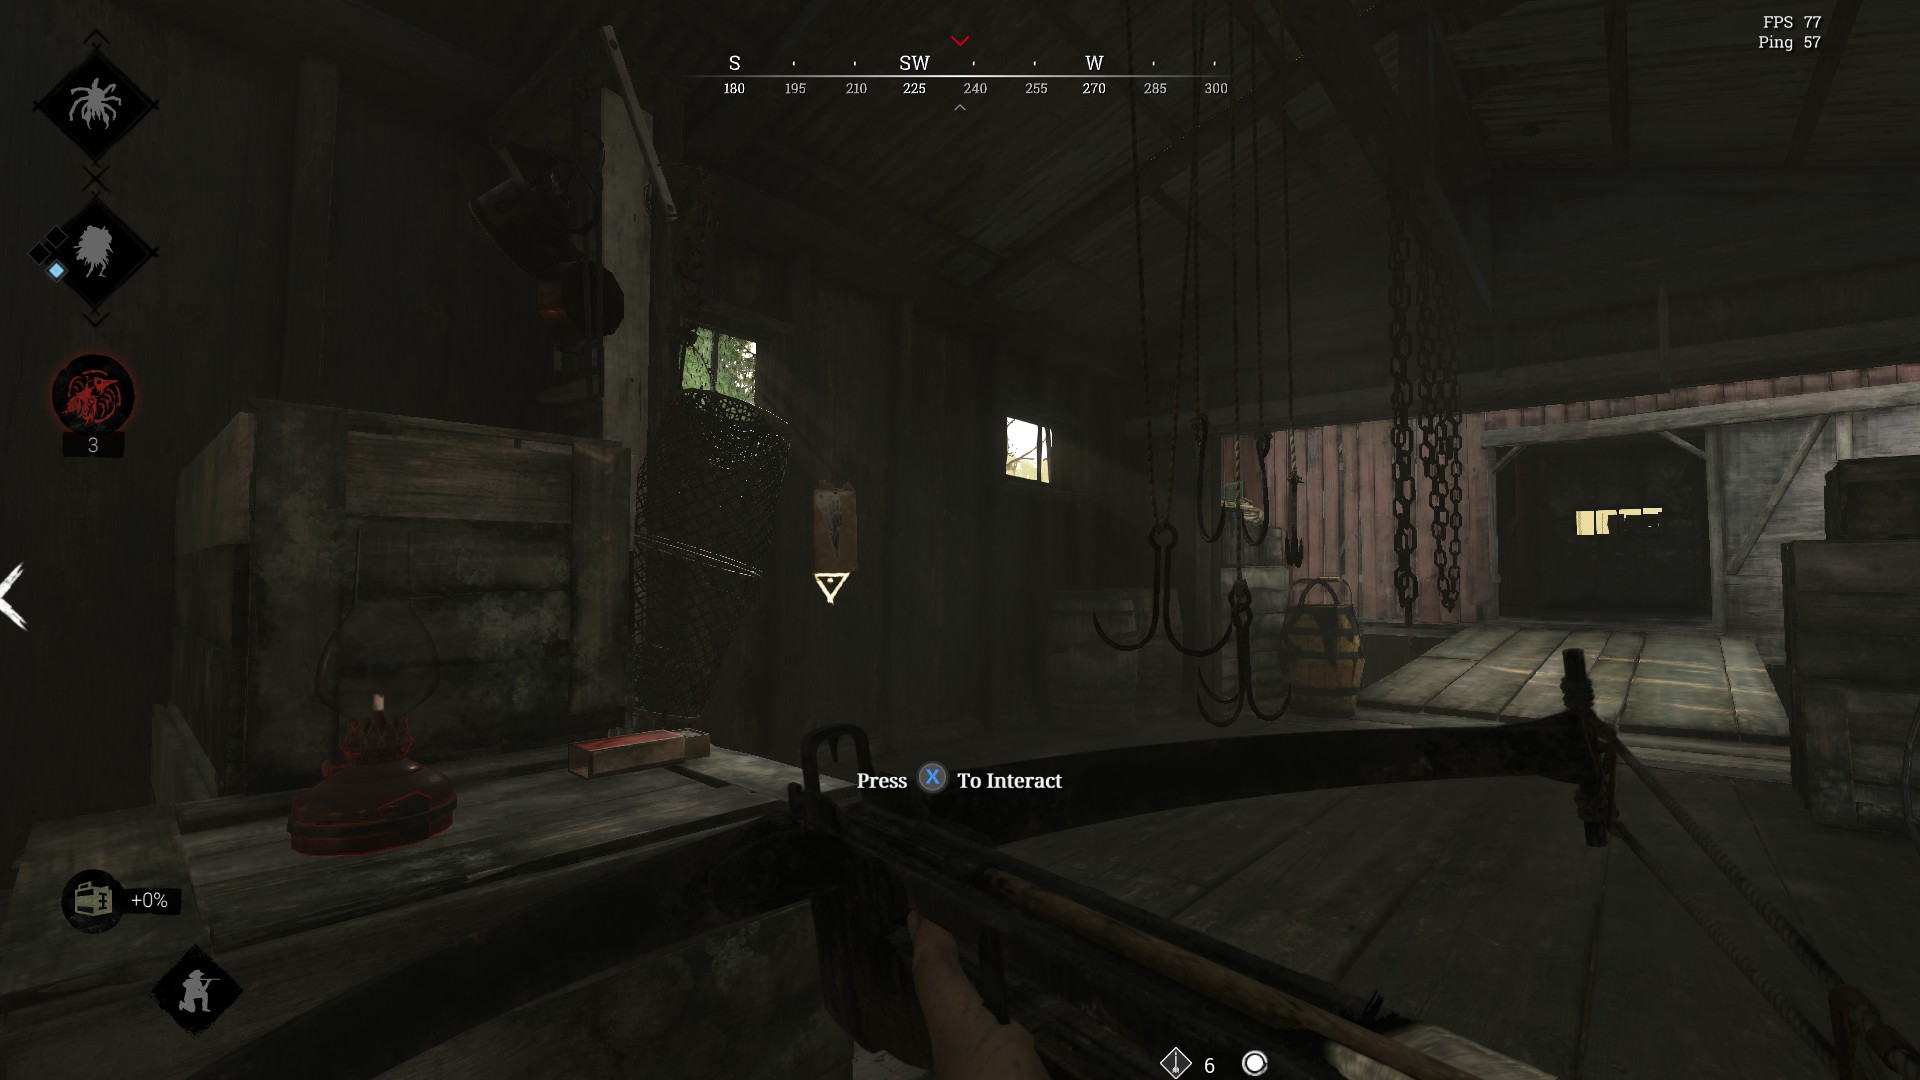 FPS 77
Ping 57
S SW W
180 195 210 225 240 255 270 285 300
3
Press X To Interact
+0%
6